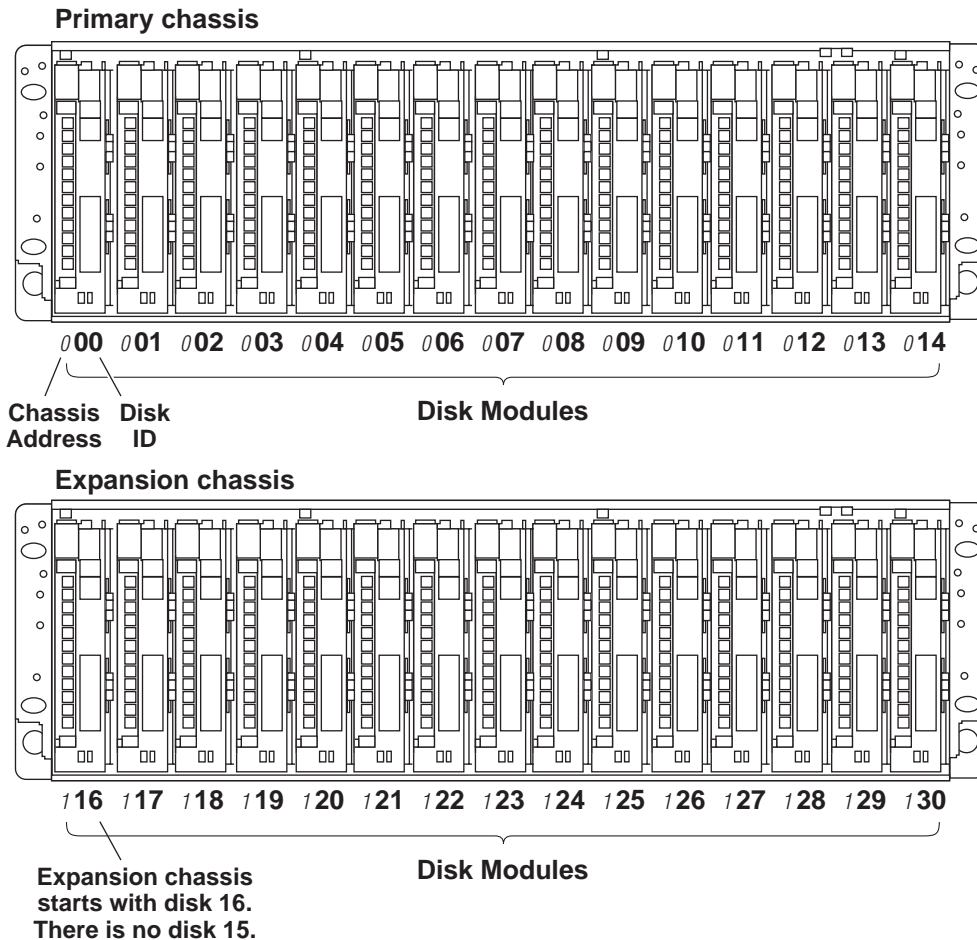 Primary chassis
000 001 002 003 004 005 006 007 008 009 010 011 012 013 014
Chassis Address
Disk ID
Disk Modules
Expansion chassis
116 117 118 119 120 121 122 123 124 125 126 127 128 129 130
Disk Modules
Expansion chassis
starts with disk 16.
There is no disk 15.